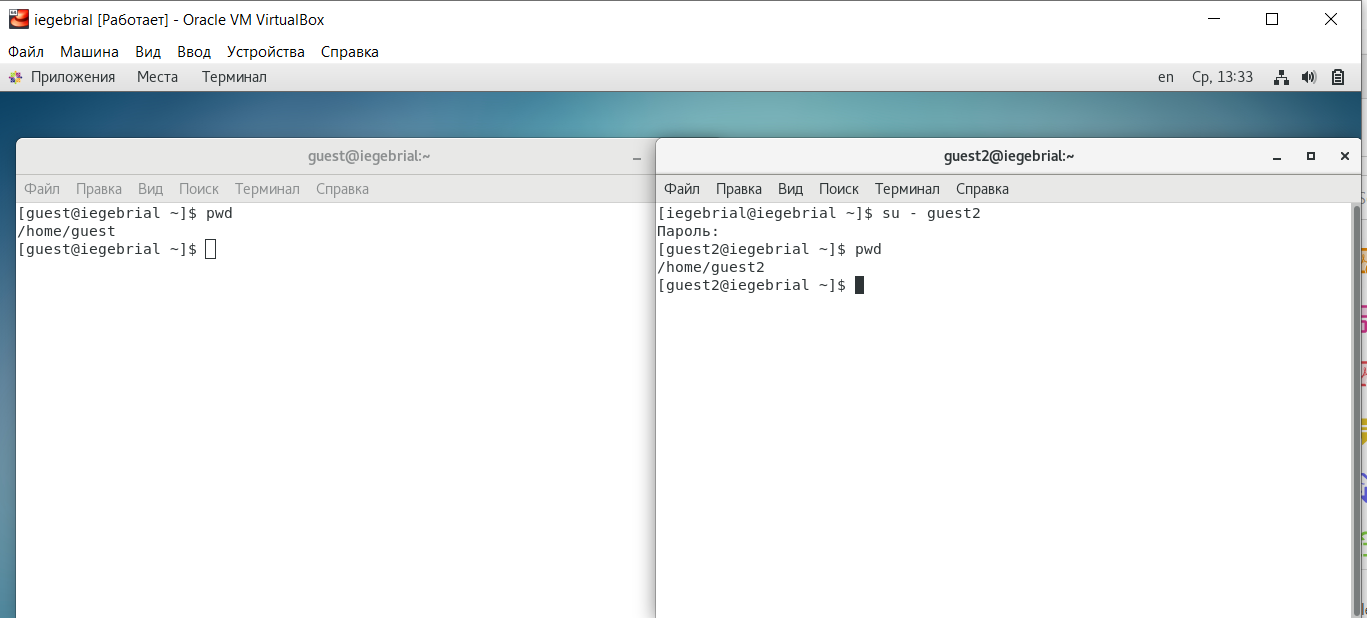 iegebrial [Работает] - Oracle VM VirtualBox
Файл Машина Вид Ввод Устройства Справка
Приложения Места Терминал en Ср, 13:33
guest@iegebrial:~
Файл Правка Вид Поиск Терминал Справка
[guest@iegebrial ~]$ pwd
/home/guest
[guest@iegebrial ~]$
guest2@iegebrial:~
Файл Правка Вид Поиск Терминал Справка
[iegebrial@iegebrial ~]$ su - guest2
Пароль:
[guest2@iegebrial ~]$ pwd
/home/guest2
[guest2@iegebrial ~]$